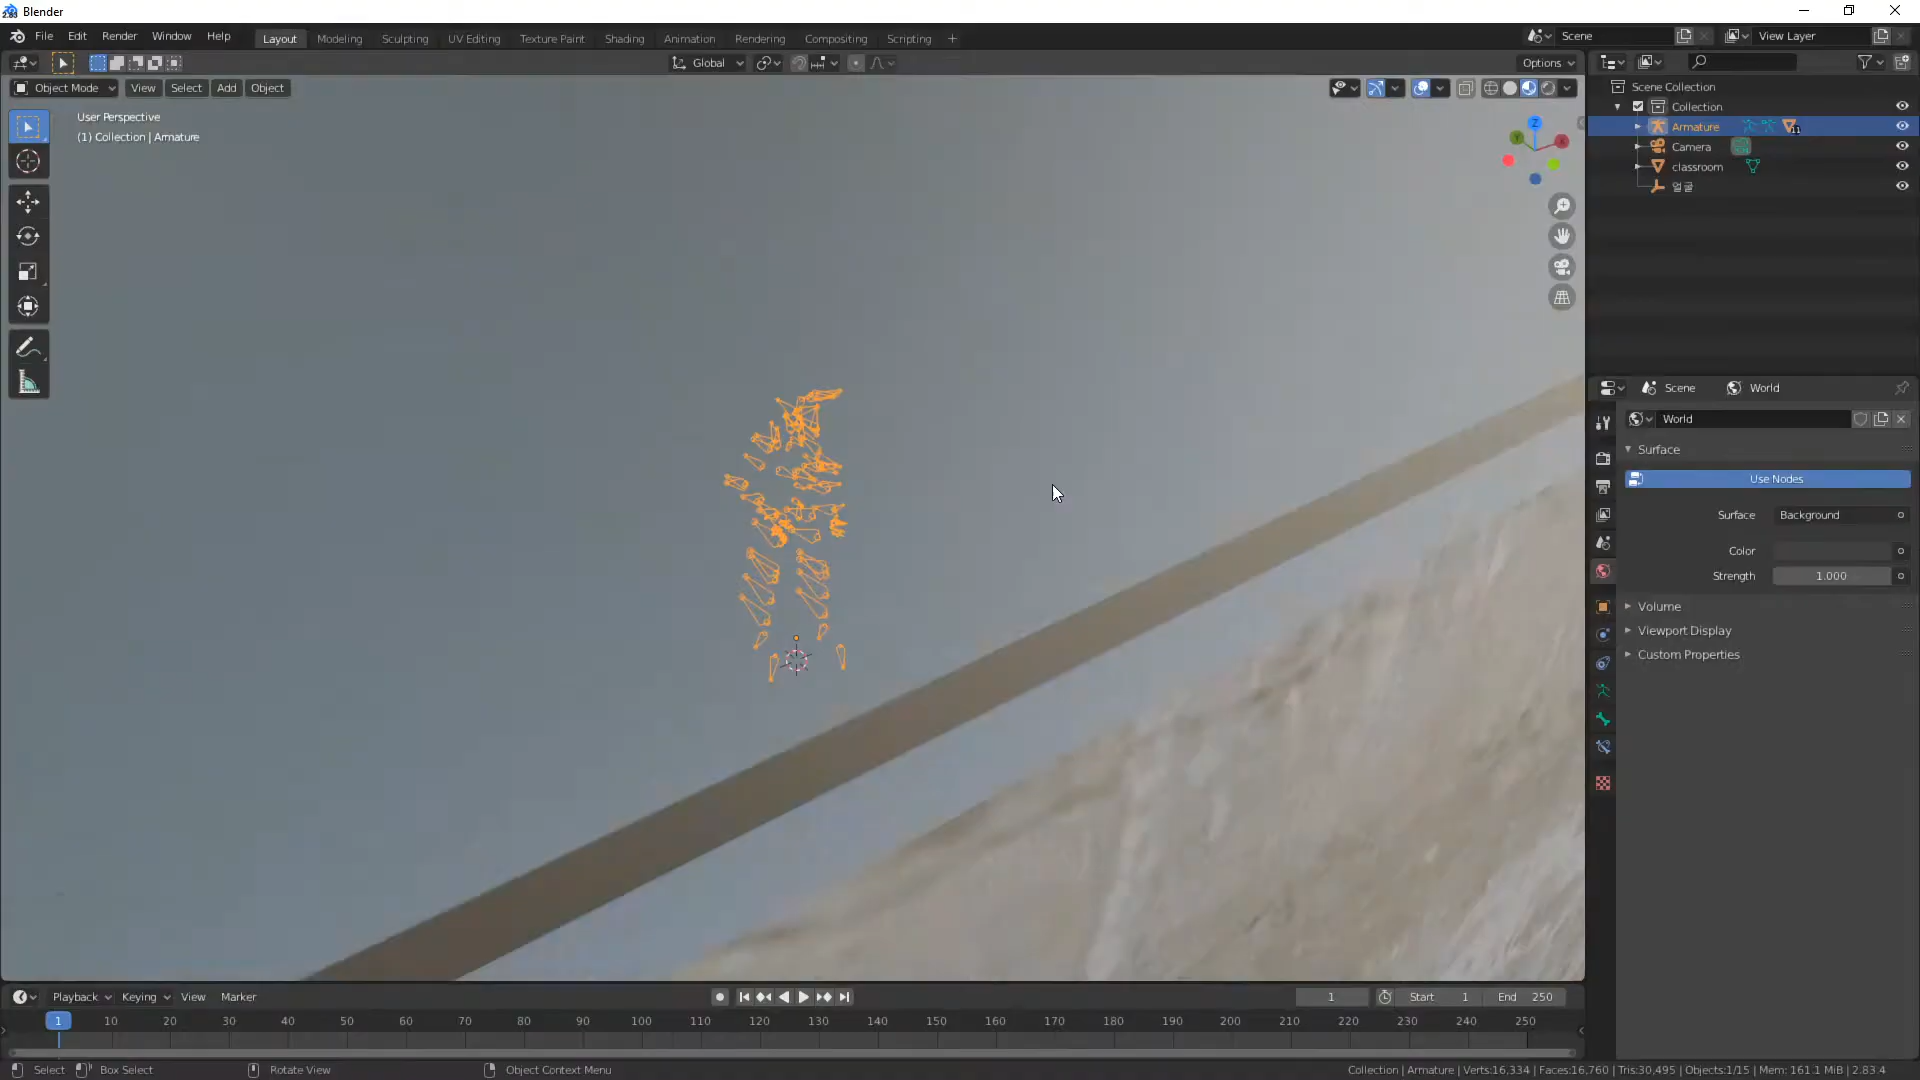 Blender
File Edit Render Window Help
Layout Modeling Sculpting UV Editing Texture Paint Shading Animation Rendering Compositing Scripting +
Scene View Layer
Global Options
Object Mode View Select Add Object
User Perspective
(1) Collection | Armature
Z
Scene Collection
Collection
Armature 11
Camera
classroom
얼굴
Scene World
World
Surface
Use Nodes
Surface Background
Color
Strength 1.000
Volume
Viewport Display
Custom Properties
Playback Keying View Marker
1 Start 1 End 250
1 10 20 30 40 50 60 70 80 90 100 110 120 130 140 150 160 170 180 190 200 210 220 230 240 250
Select Box Select Rotate View Object Context Menu
Collection | Armature | Verts:16,334 | Faces:16,760 | Tris:30,495 | Objects:1/15 | Mem: 161.1 MiB | 2.83.4